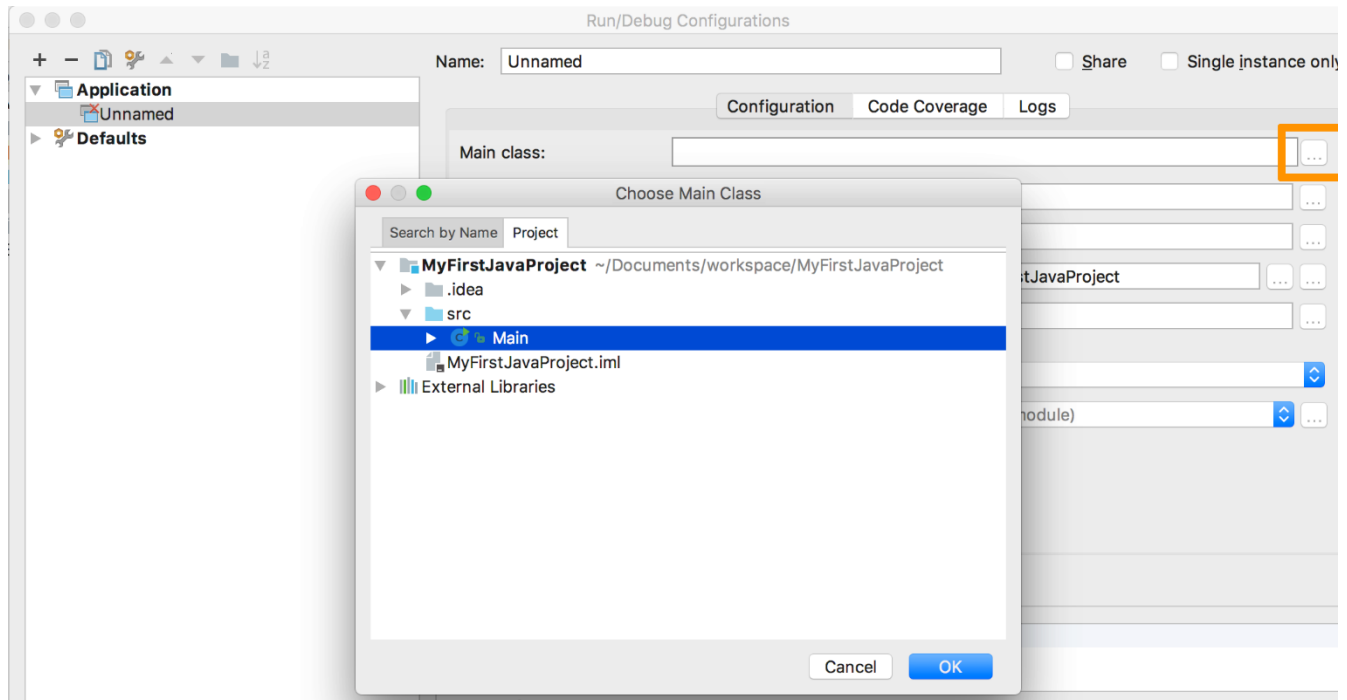 Run/Debug Configurations
Name: Unnamed Share Single instance only
Application
Unnamed
Defaults
Configuration Code Coverage Logs
Main class: ...
Choose Main Class
Search by Name Project
MyFirstJavaProject ~/Documents/workspace/MyFirstJavaProject
.idea
src
Main
MyFirstJavaProject.iml
External Libraries
...
...
stJavaProject ... ...
...
module) ...
Cancel OK